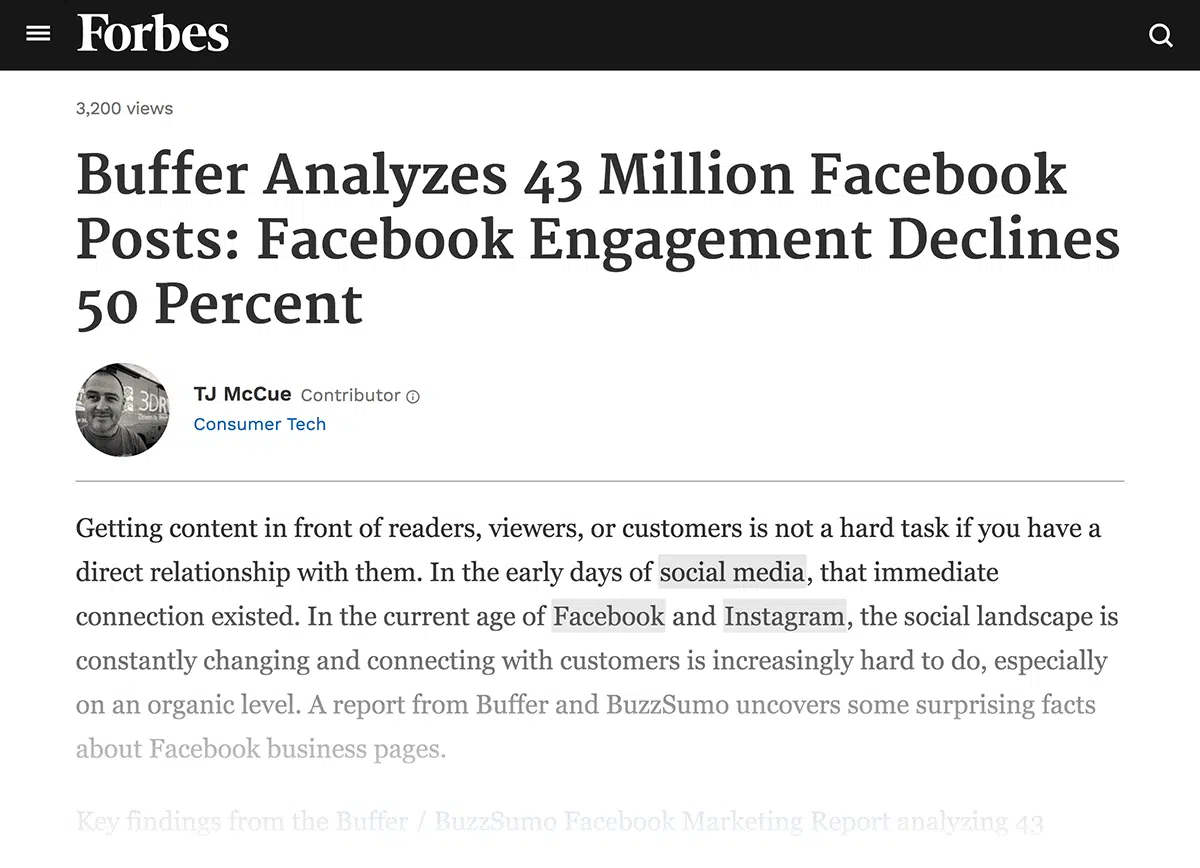 Forbes
3,200 views
Buffer Analyzes 43 Million Facebook
Posts: Facebook Engagement Declines
50 Percent
3DR
TJ McCue Contributor
Consumer Tech
Getting content in front of readers, viewers, or customers is not a hard task if you have a
direct relationship with them. In the early days of social media, that immediate
connection existed. In the current age of Facebook and Instagram, the social landscape is
constantly changing and connecting with customers is increasingly hard to do, especially
on an organic level. A report from Buffer and BuzzSumo uncovers some surprising facts
about Facebook business pages.
Key findings from the Buffer / BuzzSumo Facebook Marketing Report analyzing 43